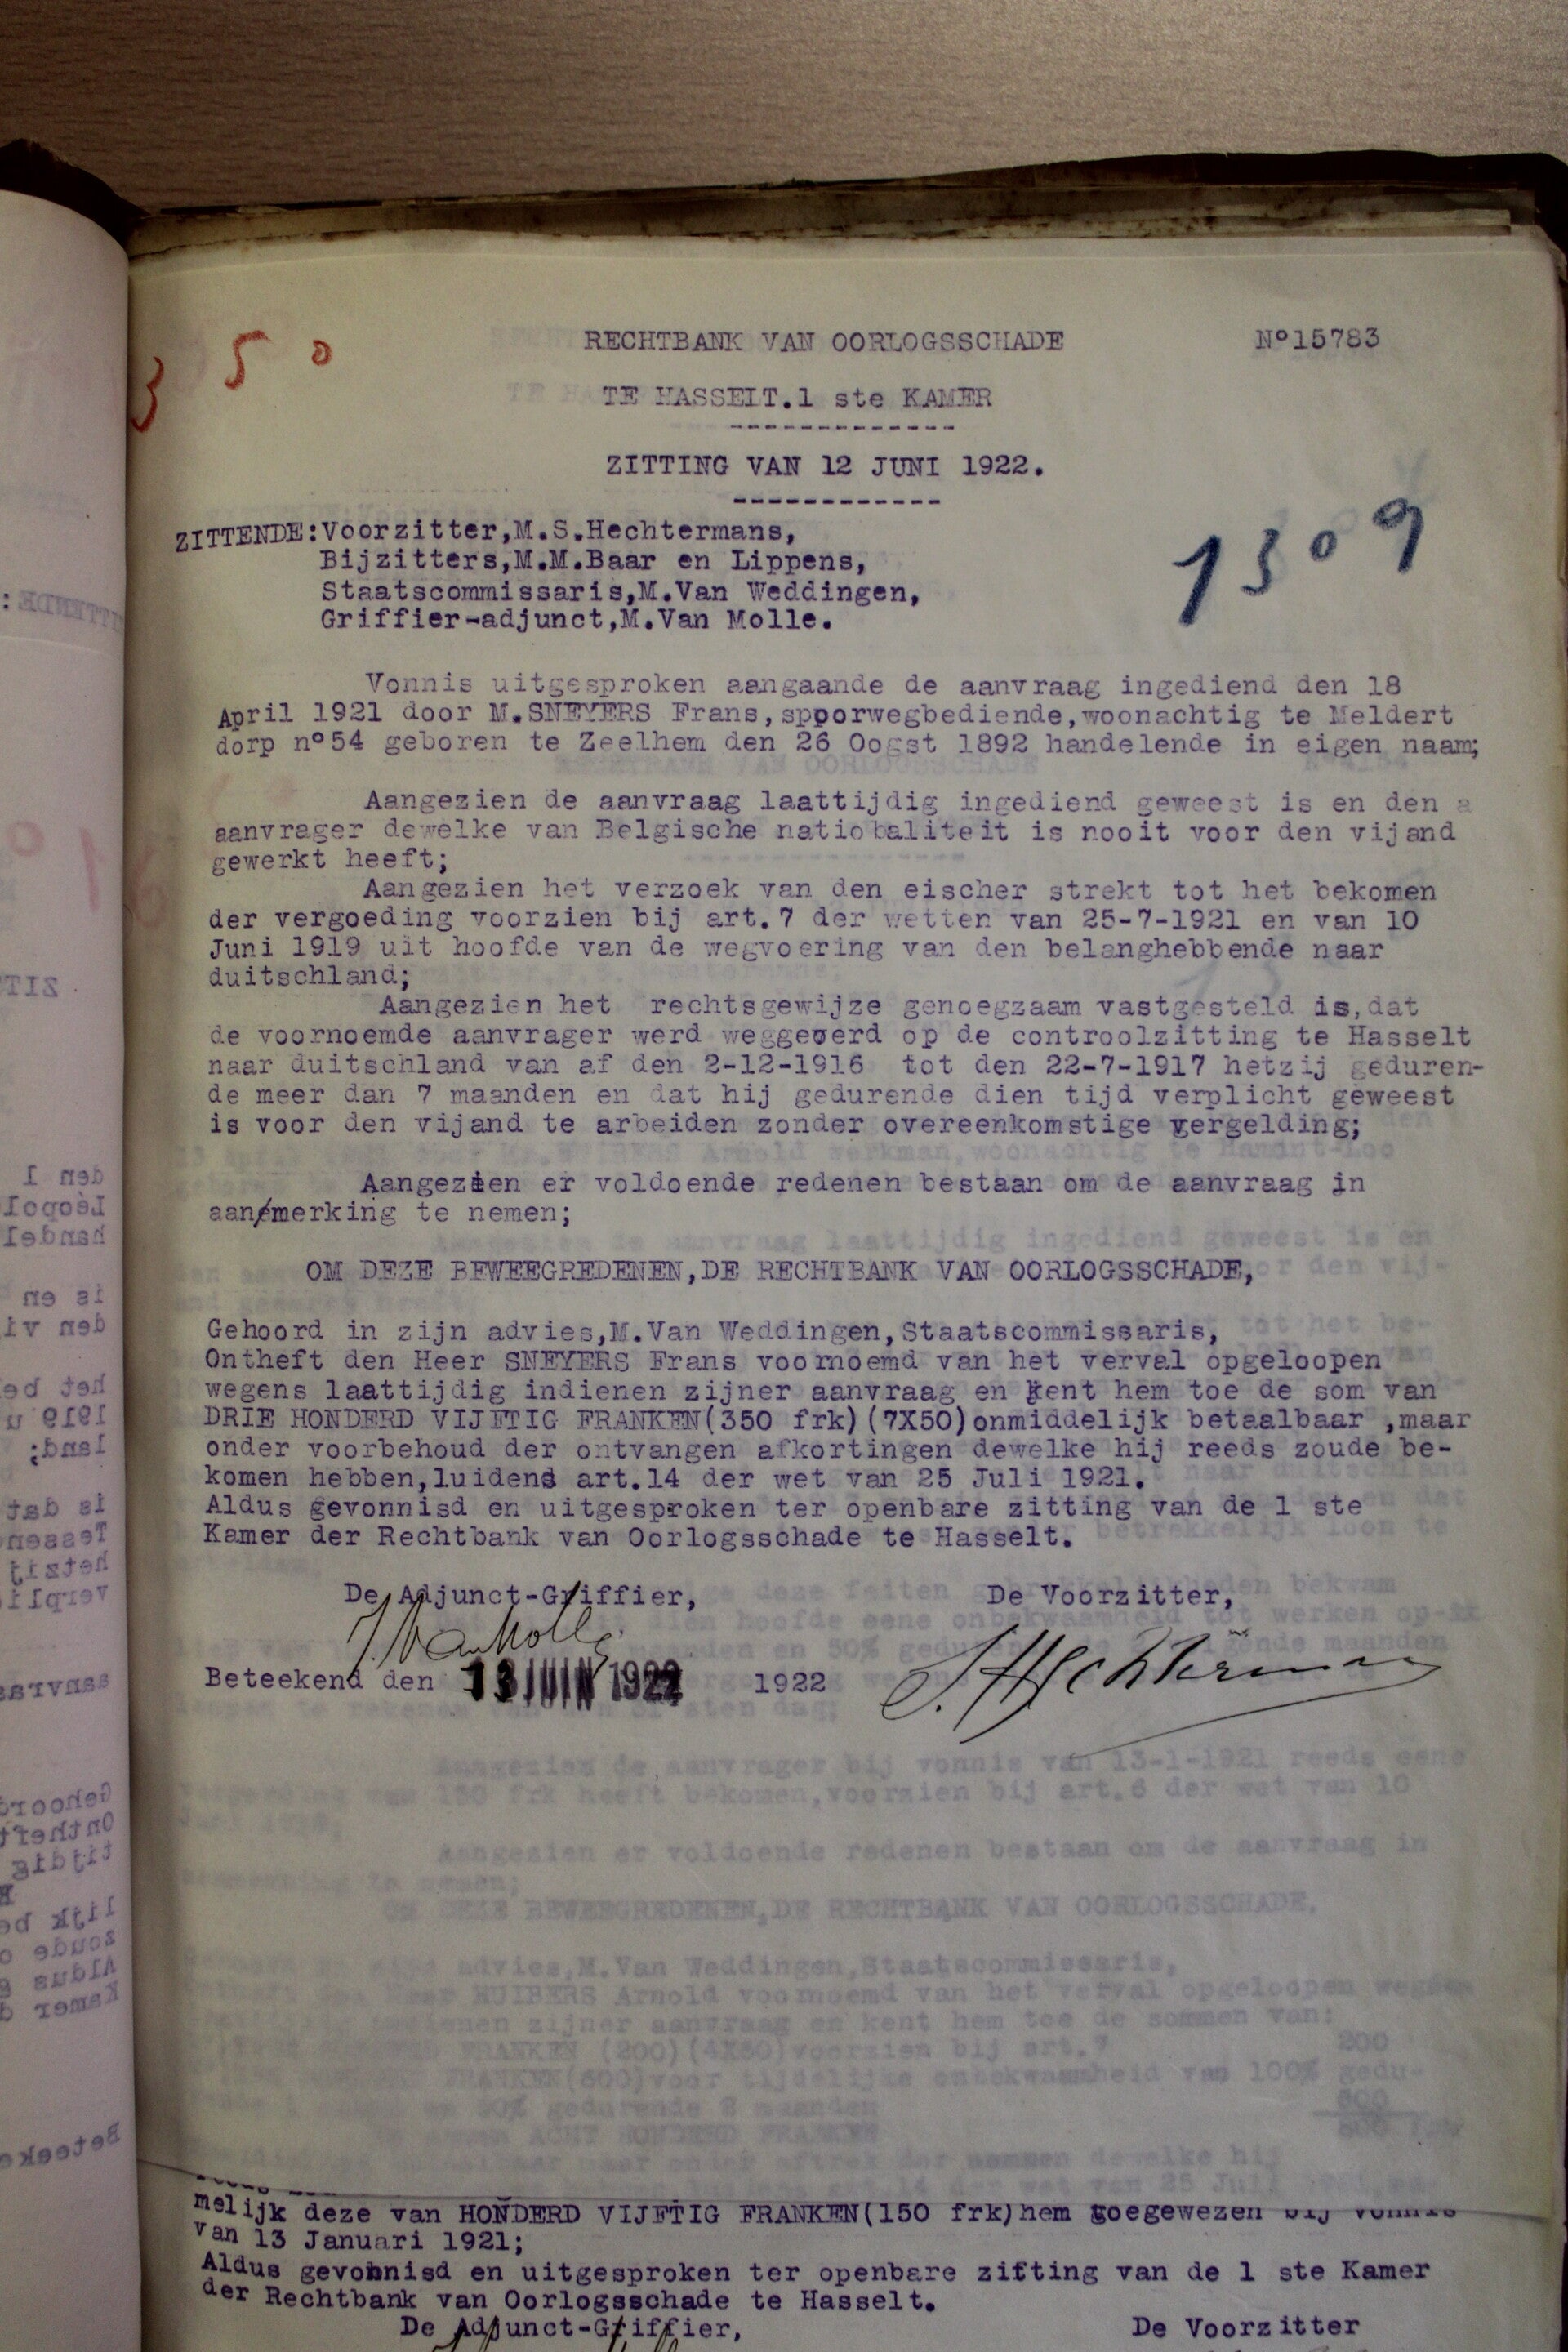 350
RECHTBANK VAN OORLOGSSCHADE Nº15783
TE HASSELT.1 ste KAMER
-------------
ZITTING VAN 12 JUNI 1922.
------------
1309
ZITTENDE:Voorzitter,M.S.Hechtermans,
Bijzitters,M.M.Baar en Lippens,
Staatscommissaris,M.Van Weddingen,
Griffier-adjunct,M.Van Molle.
Vonnis uitgesproken aangaande de aanvraag ingediend den 18
April 1921 door M.SNEYERS Frans,spoorwegbediende,woonachtig te Meldert
dorp nº54 geboren te Zeelhem den 26 Oogst 1892 handelende in eigen naam;
Aangezien de aanvraag laattijdig ingediend geweest is en den a
aanvrager dewelke van Belgische natiobaliteit is nooit voor den vijand
gewerkt heeft;
Aangezien het verzoek van den eischer strekt tot het bekomen
der vergoeding voorzien bij art.7 der wetten van 25-7-1921 en van 10
Juni 1919 uit hoofde van de wegvoering van den belanghebbende naar
duitschland;
Aangezien het rechtsgewijze genoegzaam vastgesteld is,dat
de voornoemde aanvrager werd weggeverd op de controolzitting te Hasselt
naar duitschland van af den 2-12-1916 tot den 22-7-1917 hetzij geduren-
de meer dan 7 maanden en dat hij gedurende dien tijd verplicht geweest
is voor den vijand te arbeiden zonder overeenkomstige vergelding;
Aangezien er voldoende redenen bestaan om de aanvraag in
aan/merking te nemen;
OM DEZE BEWEEGREDENEN,DE RECHTBANK VAN OORLOGSSCHADE,
Gehoord in zijn advies,M.Van Weddingen,Staatscommissaris,
Ontheft den Heer SNEYERS Frans voornoemd van het verval opgeloopen
wegens laattijdig indienen zijner aanvraag en kent hem toe de som van
DRIE HONDERD VIJFTIG FRANKEN(350 frk)(7X50)onmiddelijk betaalbaar ,maar
onder voorbehoud der ontvangen afkortingen dewelke hij reeds zoude be-
komen hebben,luidens art.14 der wet van 25 Juli 1921.
Aldus gevonnisd en uitgesproken ter openbare zitting van de 1 ste
Kamer der Rechtbank van Oorlogsschade te Hasselt.
De Adjunct-Griffier, De Voorzitter,
J. VanMolle S. Hechtermans
Beteekend den 13 JUIN 1922 1922
melijk deze van HONDERD VIJFTIG FRANKEN(150 frk)hem toegewezen bij vonnis
van 13 Januari 1921;
Aldus gevonnisd en uitgesproken ter openbare zitting van de 1 ste Kamer
der Rechtbank van Oorlogsschade te Hasselt.
De Adjunct-Griffier, De Voorzitter